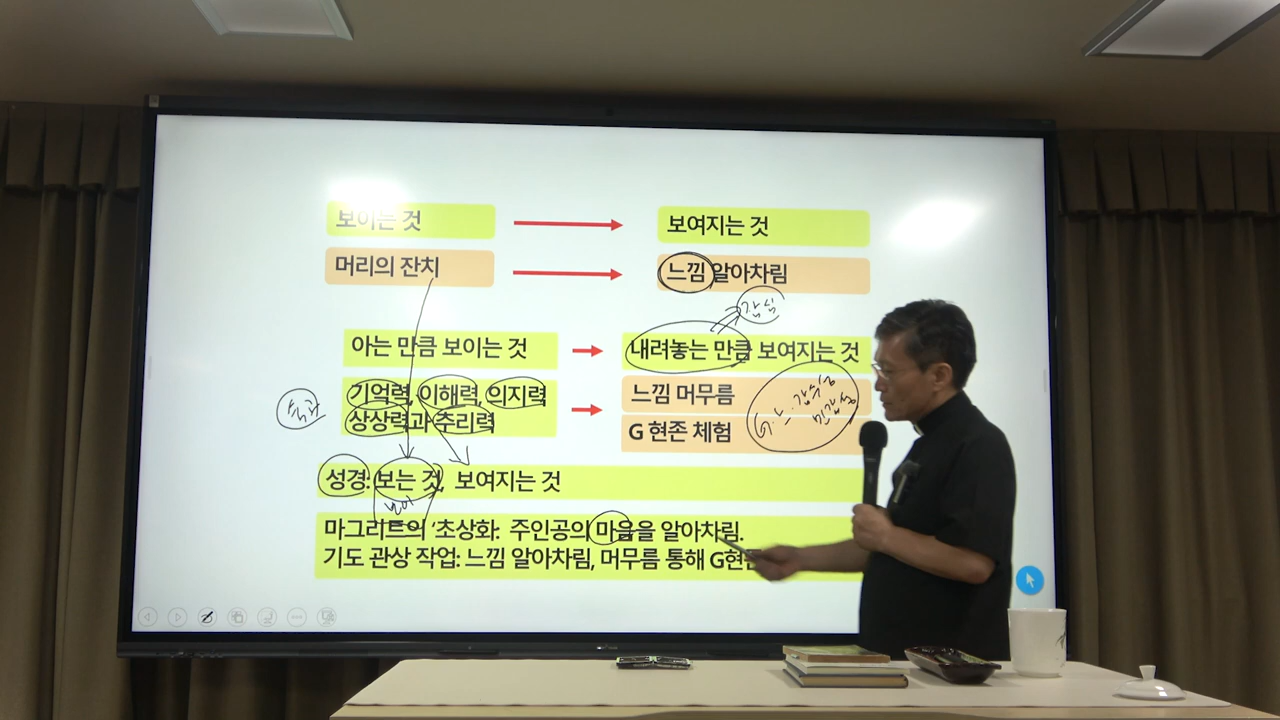 보이는 것
보여지는 것
머리의 잔치
느낌 알아차림
감심
아는 만큼 보이는 것
내려놓는 만큼 보여지는 것
기억력, 이해력, 의지력
상상력과 추리력
느낌 머무름
G 현존 체험
성경: 보는 것, 보여지는 것
마그리트의 ‘초상화: 주인공의 마음을 알아차림.
기도 관상 작업: 느낌 알아차림, 머무름 통해 G현존